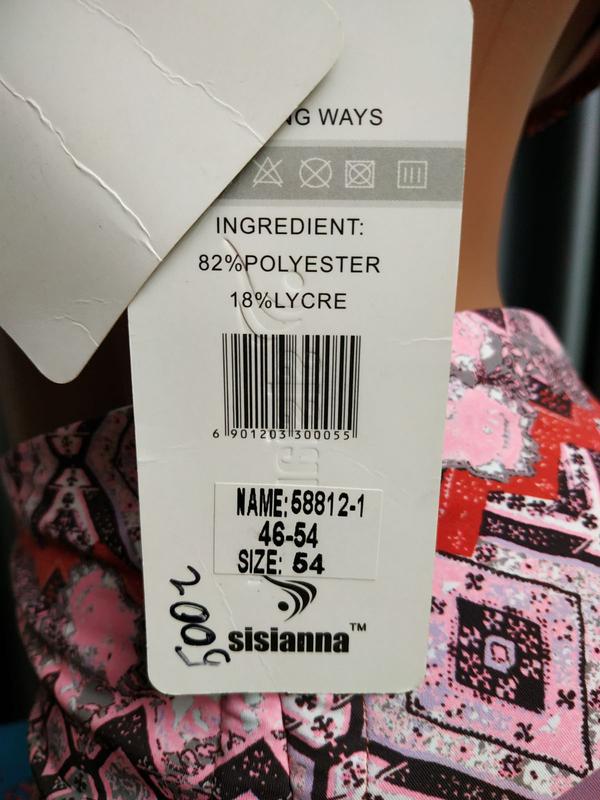 NG WAYS
INGREDIENT:
82%POLYESTER
18%LYCRE
6 901203 300055
NAME:58812-1
46-54
SIZE: 54
sisianna™